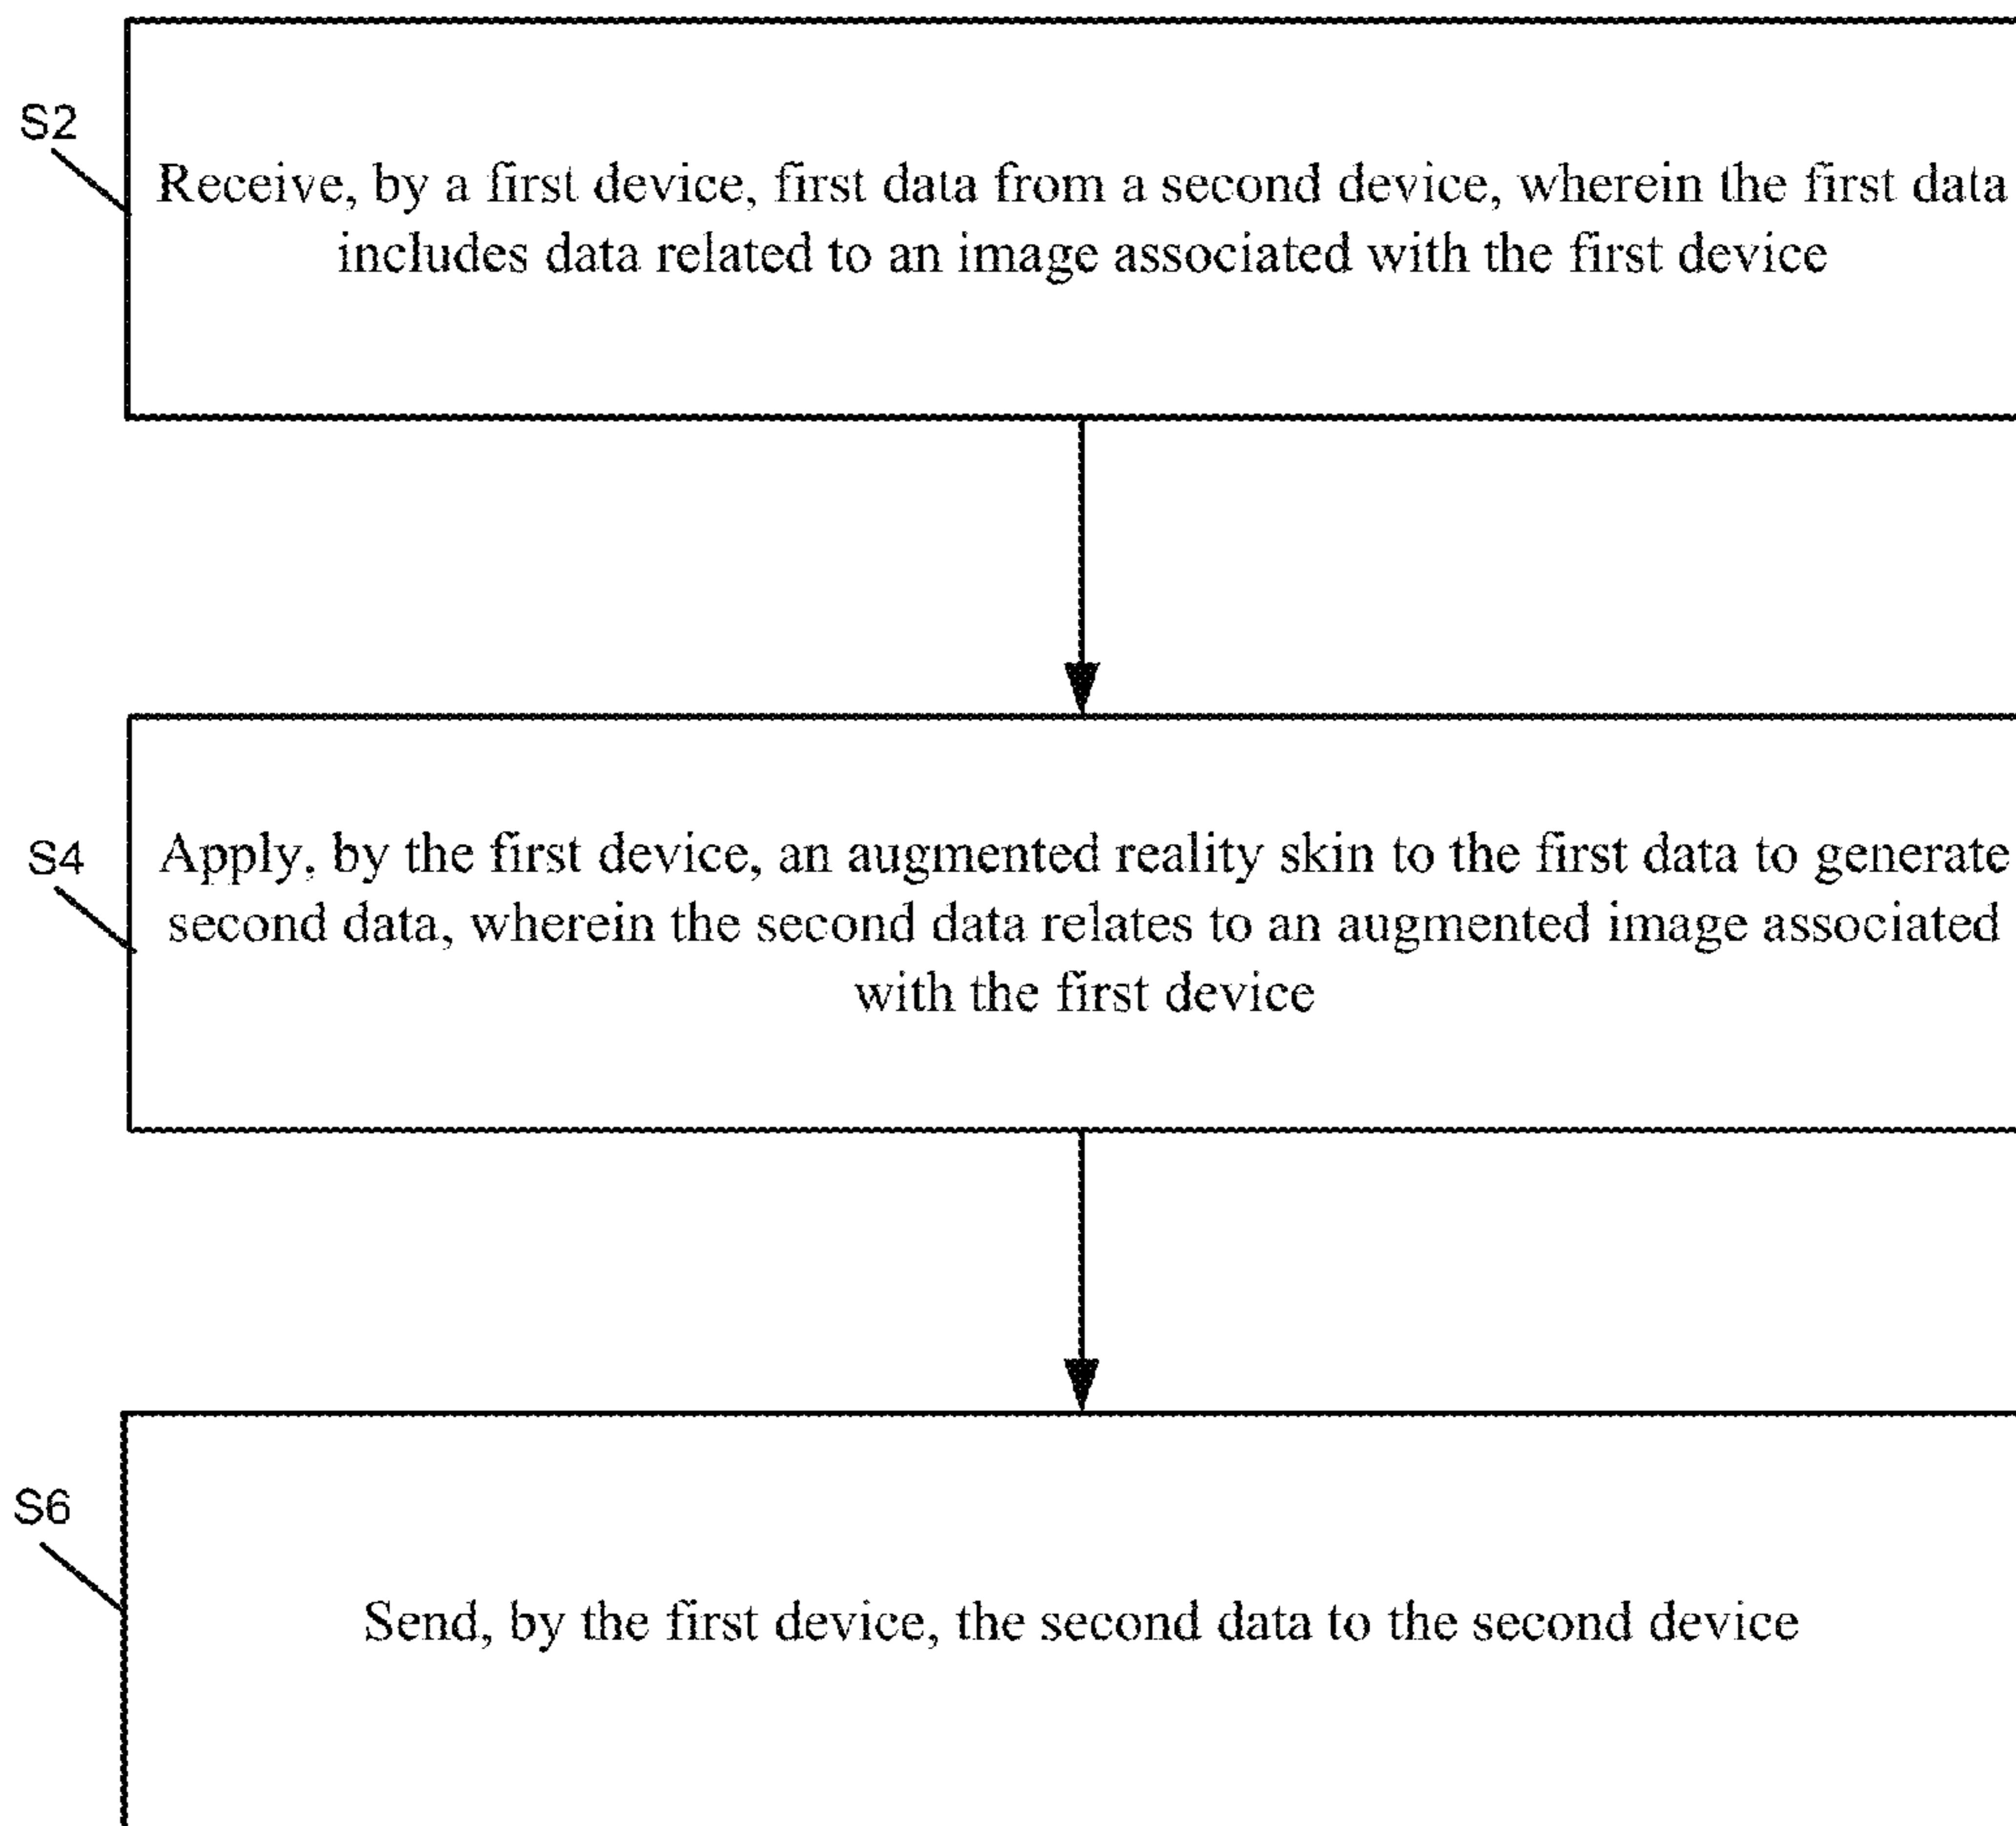 S2
Receive, by a first device, first data from a second device, wherein the first data
includes data related to an image associated with the first device
S4
Apply, by the first device, an augmented reality skin to the first data to generate
second data, wherein the second data relates to an augmented image associated
with the first device
S6
Send, by the first device, the second data to the second device